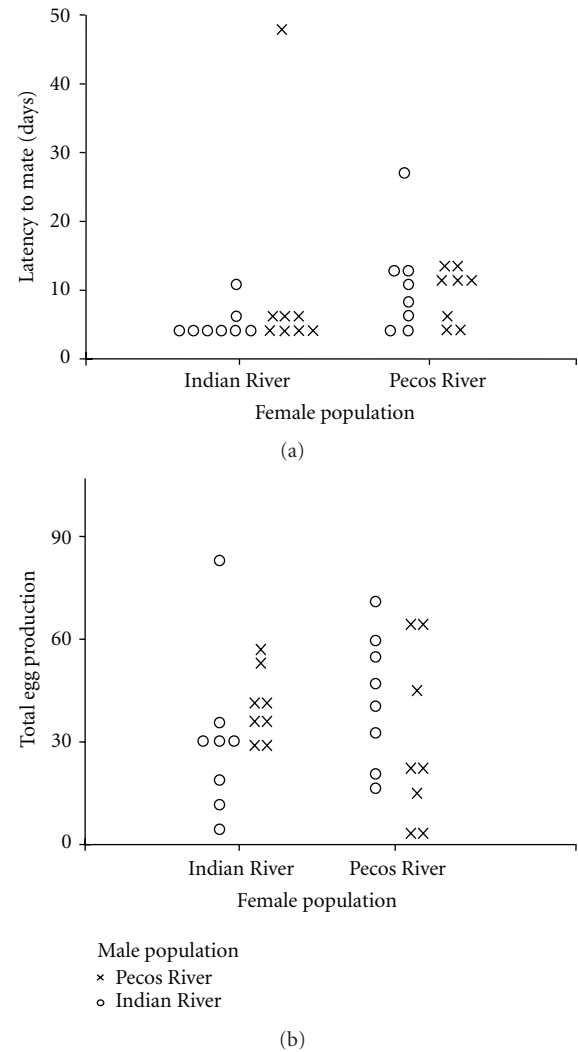 50
40
30
20
10
0
Latency to mate (days)
Indian River Pecos River
Female population
(a)
90
60
30
0
Total egg production
Indian River Pecos River
Female population
Male population
× Pecos River
○ Indian River
(b)